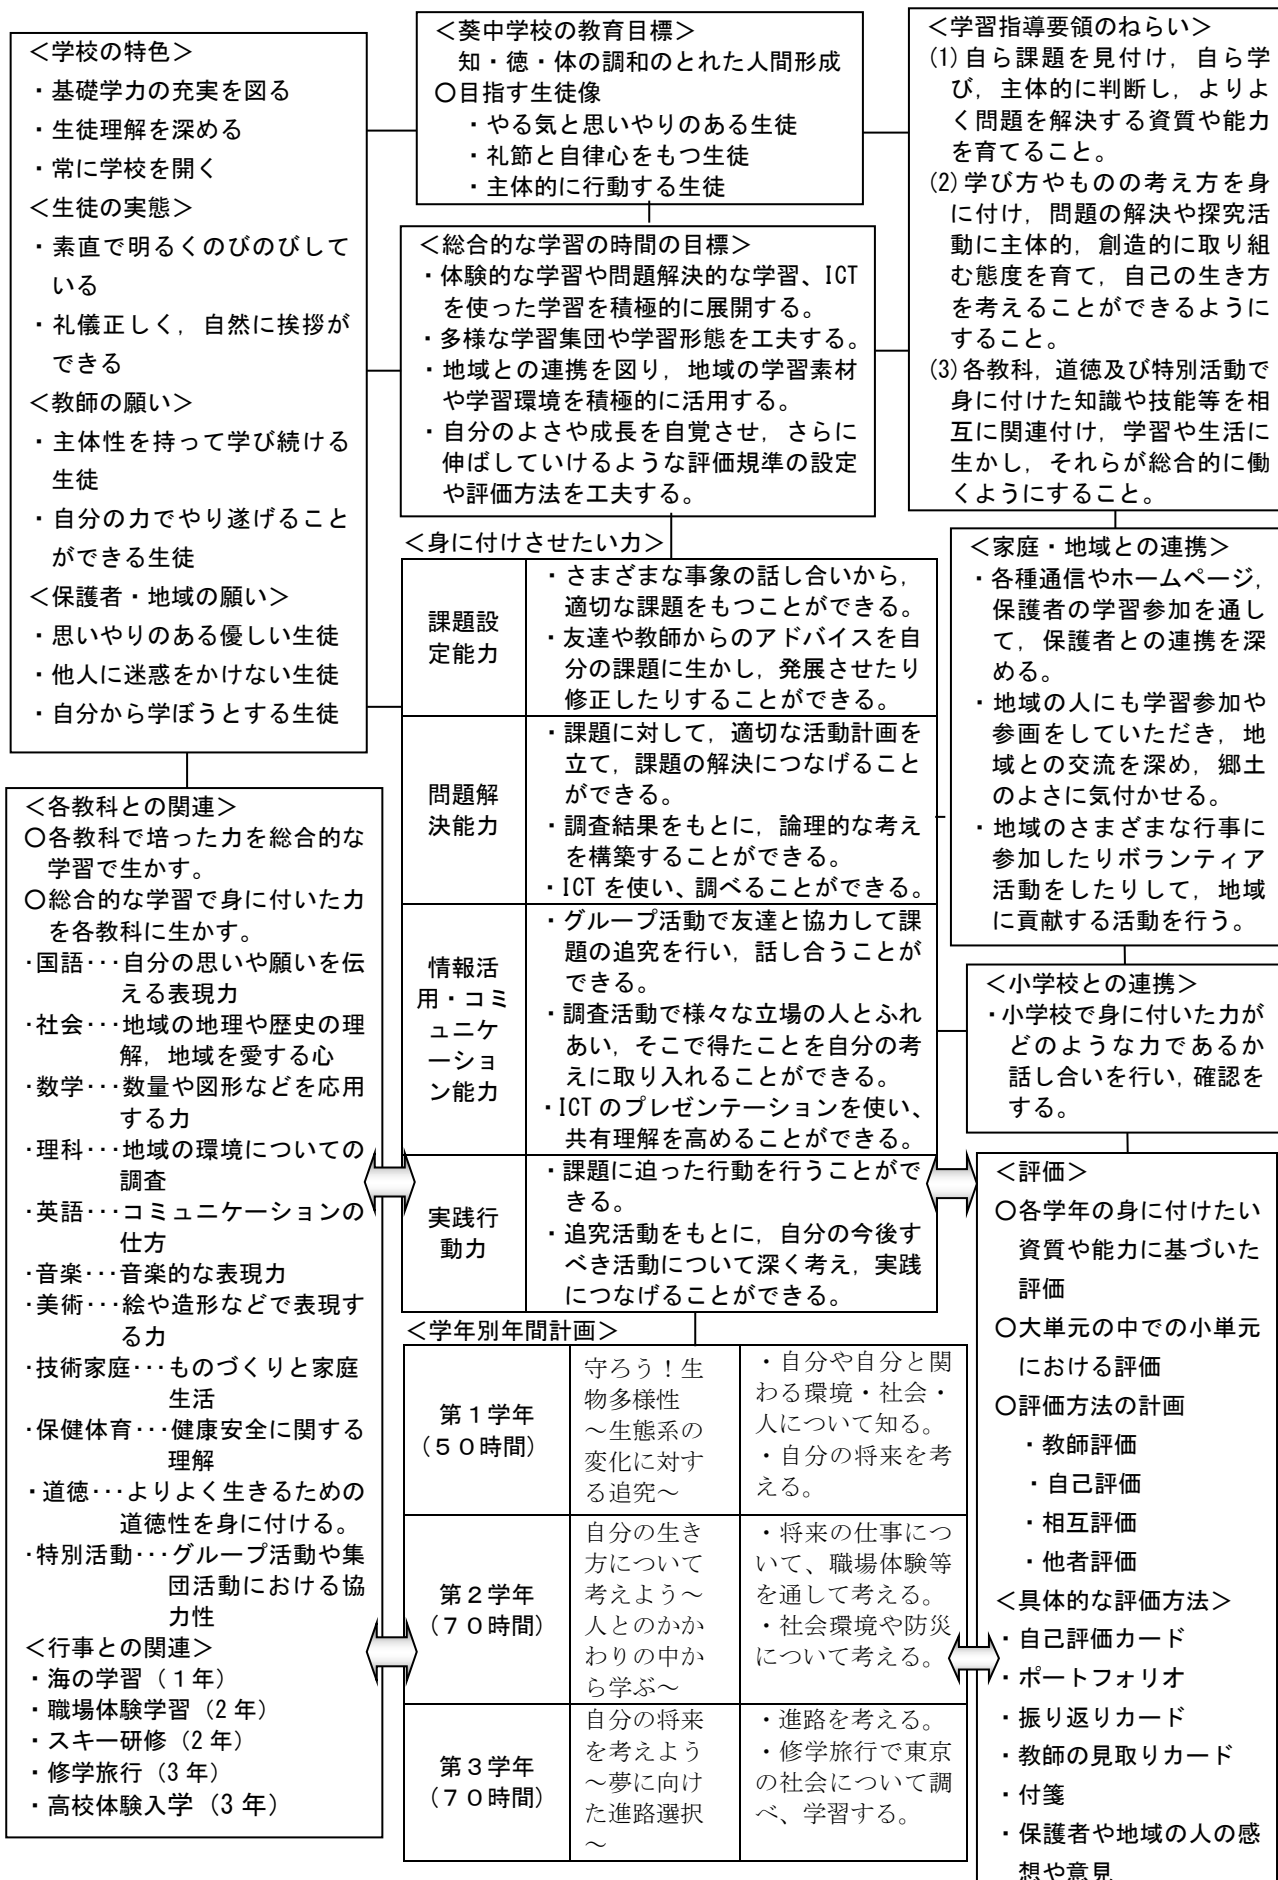 ＜学校の特色＞
・基礎学力の充実を図る
・生徒理解を深める
・常に学校を開く
＜生徒の実態＞
・素直で明るくのびのびして
いる
・礼儀正しく，自然に挨拶が
できる
＜教師の願い＞
・主体性を持って学び続ける
生徒
・自分の力でやり遂げること
ができる生徒
＜保護者・地域の願い＞
・思いやりのある優しい生徒
・他人に迷惑をかけない生徒
・自分から学ぼうとする生徒
＜葵中学校の教育目標＞
知・徳・体の調和のとれた人間形成
○目指す生徒像
・やる気と思いやりのある生徒
・礼節と自律心をもつ生徒
・主体的に行動する生徒
＜学習指導要領のねらい＞
(1)自ら課題を見付け，自ら学
び，主体的に判断し，よりよ
く問題を解決する資質や能力
を育てること。
(2)学び方やものの考え方を身
に付け，問題の解決や探究活
動に主体的，創造的に取り組
む態度を育て，自己の生き方
を考えることができるように
すること。
(3)各教科，道徳及び特別活動で
身に付けた知識や技能等を相
互に関連付け，学習や生活に
生かし，それらが総合的に働
くようにすること。
＜総合的な学習の時間の目標＞
・体験的な学習や問題解決的な学習、ICT
を使った学習を積極的に展開する。
・多様な学習集団や学習形態を工夫する。
・地域との連携を図り，地域の学習素材
や学習環境を積極的に活用する。
・自分のよさや成長を自覚させ，さらに
伸ばしていけるような評価規準の設定
や評価方法を工夫する。
＜身に付けさせたい力＞
課題設
定能力
・さまざまな事象の話し合いから，
適切な課題をもつことができる。
・友達や教師からのアドバイスを自
分の課題に生かし，発展させたり
修正したりすることができる。
問題解
決能力
・課題に対して，適切な活動計画を
立て，課題の解決につなげること
ができる。
・調査結果をもとに，論理的な考え
を構築することができる。
・ICTを使い、調べることができる。
情報活
用・コミ
ュニケ
ーショ
ン能力
・グループ活動で友達と協力して課
題の追究を行い，話し合うことが
できる。
・調査活動で様々な立場の人とふれ
あい，そこで得たことを自分の考
えに取り入れることができる。
・ICTのプレゼンテーションを使い、
共有理解を高めることができる。
実践行
動力
・課題に迫った行動を行うことがで
きる。
・追究活動をもとに，自分の今後す
べき活動について深く考え，実践
につなげることができる。
＜家庭・地域との連携＞
・各種通信やホームページ，
保護者の学習参加を通し
て，保護者との連携を深
める。
・地域の人にも学習参加や
参画をしていただき，地
域との交流を深め，郷土
のよさに気付かせる。
・地域のさまざまな行事に
参加したりボランティア
活動をしたりして，地域
に貢献する活動を行う。
＜小学校との連携＞
・小学校で身に付いた力が
どのような力であるか
話し合いを行い，確認を
する。
＜各教科との関連＞
○各教科で培った力を総合的な
学習で生かす。
○総合的な学習で身に付いた力
を各教科に生かす。
・国語･･･自分の思いや願いを伝
える表現力
・社会･･･地域の地理や歴史の理
解，地域を愛する心
・数学･･･数量や図形などを応用
する力
・理科･･･地域の環境についての
調査
・英語･･･コミュニケーションの
仕方
・音楽･･･音楽的な表現力
・美術･･･絵や造形などで表現す
る力
・技術家庭･･･ものづくりと家庭
生活
・保健体育･･･健康安全に関する
理解
・道徳･･･よりよく生きるための
道徳性を身に付ける。
・特別活動･･･グループ活動や集
団活動における協
力性
＜行事との関連＞
・海の学習（１年）
・職場体験学習（2年）
・スキー研修（2年）
・修学旅行（3年）
・高校体験入学（3年）
＜学年別年間計画＞
第１学年
（５０時間）
守ろう！生
物多様性
～生態系の
変化に対す
る追究～
・自分や自分と関
わる環境・社会・
人について知る。
・自分の将来を考
える。
第２学年
（７０時間）
自分の生き
方について
考えよう～
人とのかか
わりの中か
ら学ぶ～
・将来の仕事につ
いて、職場体験等
を通して考える。
・社会環境や防災
について考える。
第３学年
（７０時間）
自分の将来
を考えよう
～夢に向け
た進路選択
～
・進路を考える。
・修学旅行で東京
の社会について調
べ、学習する。
＜評価＞
○各学年の身に付けたい
資質や能力に基づいた
評価
○大単元の中での小単元
における評価
○評価方法の計画
・教師評価
・自己評価
・相互評価
・他者評価
＜具体的な評価方法＞
・自己評価カード
・ポートフォリオ
・振り返りカード
・教師の見取りカード
・付箋
・保護者や地域の人の感
想や意見